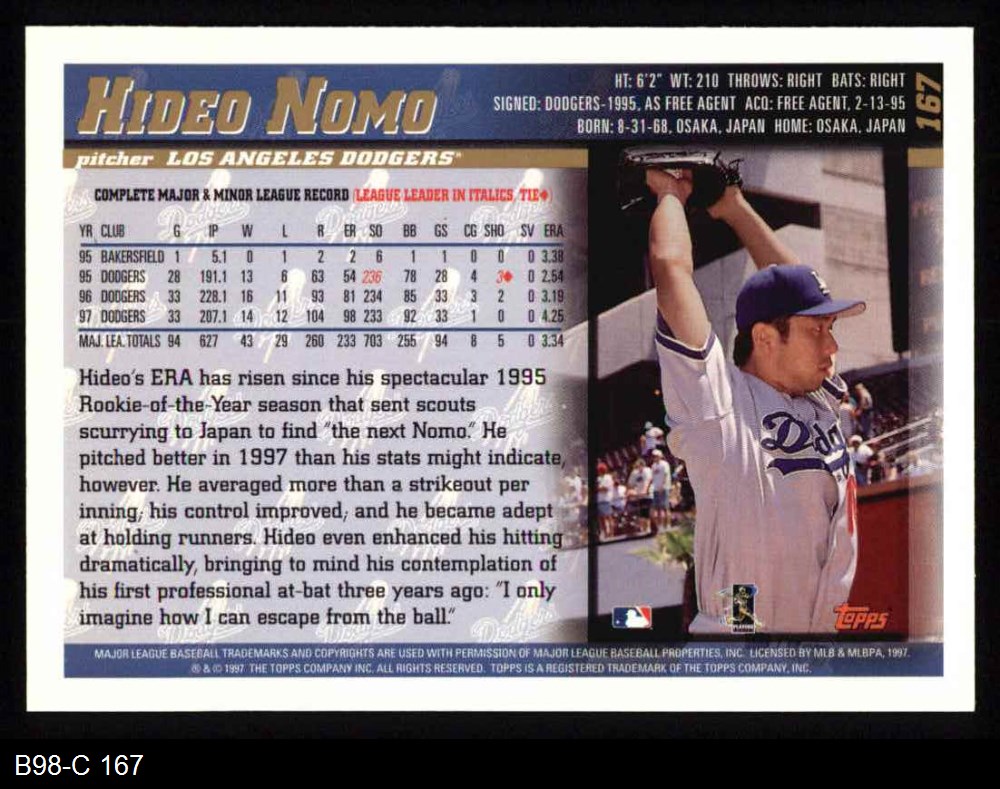 HIDEO NOMO
HT: 6'2" WT: 210 THROWS: RIGHT BATS: RIGHT
SIGNED: DODGERS-1995, AS FREE AGENT ACQ: FREE AGENT, 2-13-95
BORN: 8-31-68, OSAKA, JAPAN HOME: OSAKA, JAPAN
167
pitcher LOS ANGELES DODGERS
COMPLETE MAJOR & MINOR LEAGUE RECORD (LEAGUE LEADER IN ITALICS, TIE♦)
YR CLUB G IP W L R ER SO BB GS CG SHO SV ERA
95 BAKERSFIELD 1 5.1 0 1 2 2 6 1 1 0 0 0 3.38
95 DODGERS 28 191.1 13 6 63 54 236 78 28 4 3♦ 0 2.54
96 DODGERS 33 228.1 16 11 93 81 234 85 33 3 2 0 3.19
97 DODGERS 33 207.1 14 12 104 98 233 92 33 1 0 0 4.25
MAJ. LEA. TOTALS 94 627 43 29 260 233 703 255 94 8 5 0 3.34
Hideo's ERA has risen since his spectacular 1995
Rookie-of-the-Year season that sent scouts
scurrying to Japan to find "the next Nomo." He
pitched better in 1997 than his stats might indicate,
however. He averaged more than a strikeout per
inning, his control improved, and he became adept
at holding runners. Hideo even enhanced his hitting
dramatically, bringing to mind his contemplation of
his first professional at-bat three years ago: "I only
imagine how I can escape from the ball."
Dod
TOPPS
MAJOR LEAGUE BASEBALL TRADEMARKS AND COPYRIGHTS ARE USED WITH PERMISSION OF MAJOR LEAGUE BASEBALL PROPERTIES, INC. LICENSED BY MLB & MLBPA, 1997.
® & © 1997 THE TOPPS COMPANY INC. ALL RIGHTS RESERVED. TOPPS IS A REGISTERED TRADEMARK OF THE TOPPS COMPANY, INC.
B98-C 167